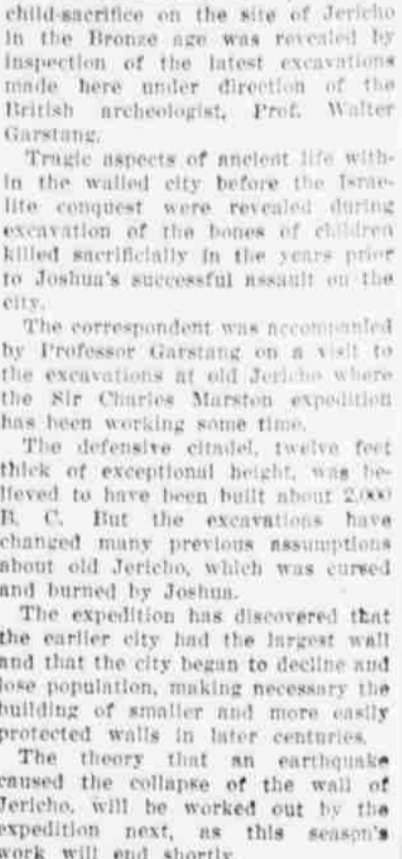 child-sacrifice on the site of Jericho
in the Bronze age was revealed by
inspection of the latest excavations
made here under direction of the
British archeologist, Prof. Walter
Garstang.
Tragic aspects of ancient life with-
in the walled city before the Israe-
lite conquest were revealed during
excavation of the bones of children
killed sacrificially in the years prior
to Joshua's successful assault on the
city.
The correspondent was accompanied
by Professor Garstang on a visit to
the excavations at old Jericho where
the Sir Charles Marston expedition
has been working some time.
The defensive citadel, twelve feet
thick of exceptional height, was be-
lieved to have been built about 2,000
B. C. But the excavations have
changed many previous assumptions
about old Jericho, which was cursed
and burned by Joshua.
The expedition has discovered that
the earlier city had the largest wall
and that the city began to decline and
lose population, making necessary the
building of smaller and more easily
protected walls in later centuries.
The theory that an earthquake
caused the collapse of the wall of
Jericho, will be worked out by the
expedition next, as this season's
work will end shortly.